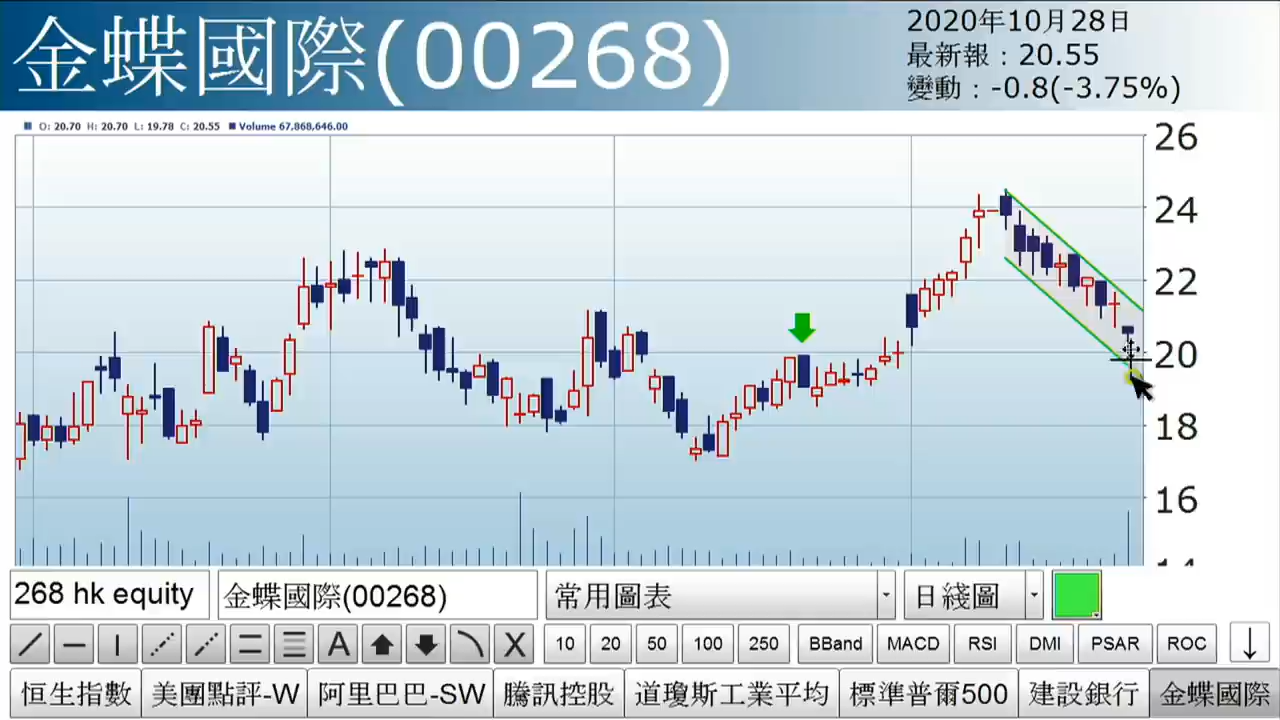 金蝶國際(00268)
2020年10月28日
最新報：20.55
變動：-0.8(-3.75%)
O: 20.70 H: 20.70 L: 19.78 C: 20.55 Volume 67,868,646.00
26
24
22
20
18
16
14
268 hk equity 金蝶國際(00268) 常用圖表 日綫圖
A X 10 20 50 100 250 BBand MACD RSI DMI PSAR ROC
恒生指數 美團點評-W 阿里巴巴-SW 騰訊控股 道瓊斯工業平均 標準普爾500 建設銀行 金蝶國際